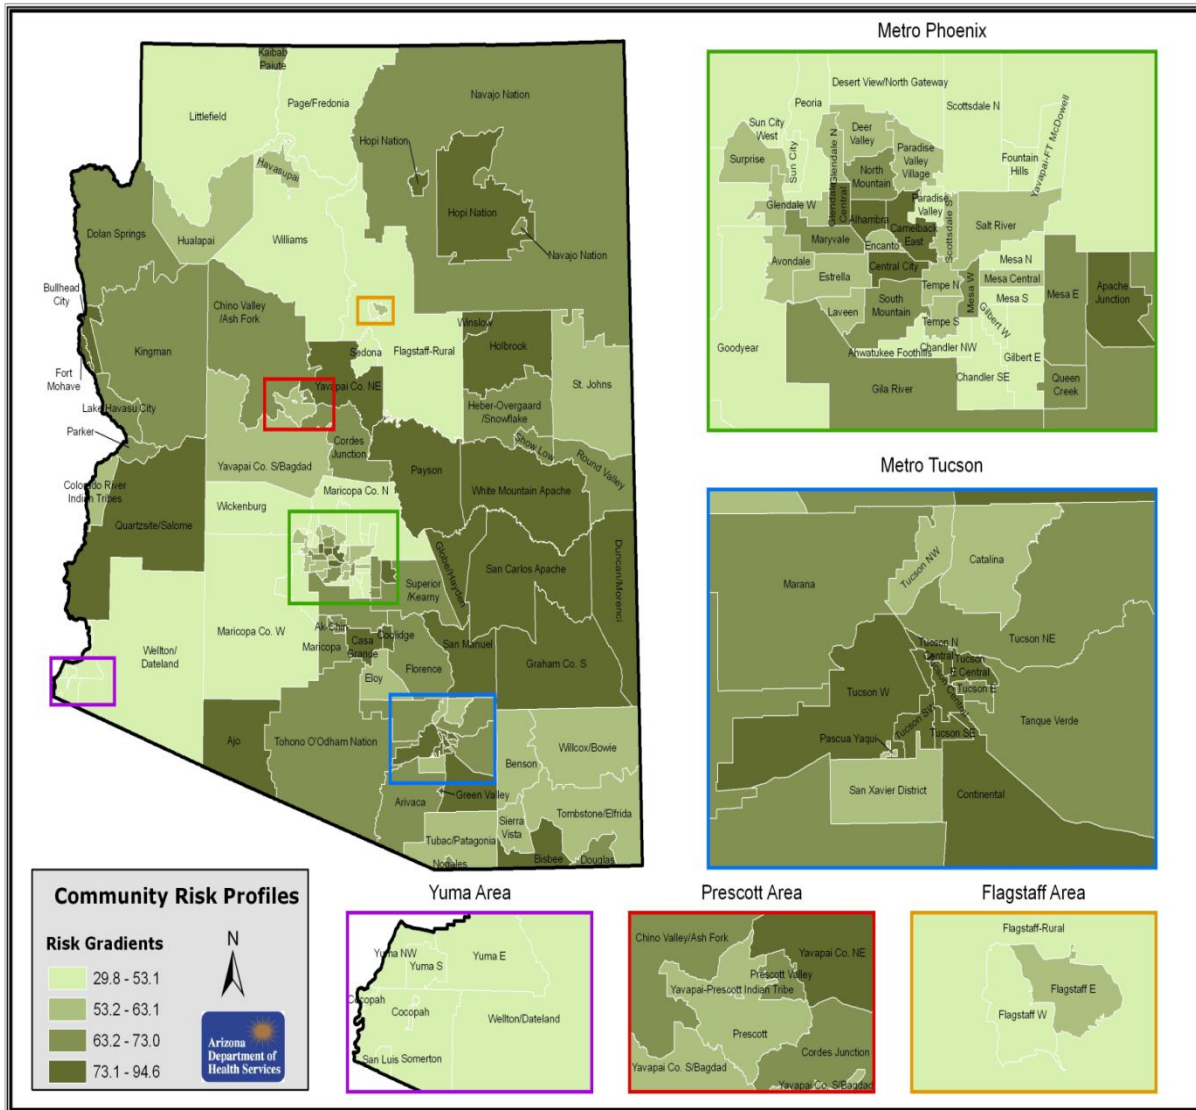 Metro Phoenix
Kaibab
Paiute
Littlefield
Page/Fredonia
Navajo Nation
Hopi Nation
Havasupai
Hopi Nation
Dolan Springs
Hualapai
Williams
Navajo Nation
Bullhead
City
Chino Valley
/Ash Fork
Kingman
Winslow
Sedona
Flagstaff-Rural
Holbrook
St. Johns
Fort
Mohave
Yavapai Co. NE
Lake Havasu City
Heber-Overgaard
/Snowflake
Parker
Cordes
Junction
Show Low
Round Valley
Yavapai Co. S/Bagdad
Payson
Colorado River
Indian Tribes
Maricopa Co. N
White Mountain Apache
Wickenburg
Quartzsite/Salome
Globe/Hayden
San Carlos Apache
Duncan/Morenci
Superior
/Kearny
Maricopa Co. W
Ak-Chin
Maricopa
Casa
Grande
Coolidge
San Manuel
Wellton/
Dateland
Florence
Graham Co. S
Eloy
Ajo
Tohono O'Odham Nation
Willcox/Bowie
Benson
Arivaca
Green Valley
Tombstone/Elfrida
Sierra
Vista
Tubac/Patagonia
Nogales
Bisbee
Douglas
Desert View/North Gateway
Peoria
Scottsdale N
Sun City
West
Sun City
Surprise
Glendale N
Deer
Valley
Paradise
Valley
Village
Fountain
Hills
Yavapai-FT McDowell
North
Mountain
Glendale W
Glendale
Central
Paradise
Valley
Alhambra
Camelback
East
Scottsdale S
Salt River
Maryvale
Encanto
Avondale
Estrella
Central City
Mesa N
Mesa Central
Tempe N
Mesa W
Mesa S
Mesa E
Apache
Junction
Laveen
South
Mountain
Tempe S
Gilbert W
Goodyear
Ahwatukee Foothills
Chandler NW
Gilbert E
Gila River
Chandler SE
Queen
Creek
Metro Tucson
Marana
Tucson NW
Catalina
Tucson NE
Tucson N
Central
Tucson
E Central
Tucson Central
Tucson E
Tucson W
Tucson SW
Tucson SE
Tanque Verde
Pascua Yaqui
San Xavier District
Continental
Community Risk Profiles
Risk Gradients
N
29.8 - 53.1
53.2 - 63.1
63.2 - 73.0
73.1 - 94.6
Arizona
Department of
Health Services
Yuma Area
Yuma NW
Yuma S
Yuma E
Cocopah
Cocopah
Wellton/Dateland
San Luis
Somerton
Prescott Area
Chino Valley/Ash Fork
Yavapai Co. NE
Prescott Valley
Yavapai-Prescott Indian Tribe
Prescott
Cordes Junction
Yavapai Co. S/Bagdad
Yavapai Co. S/Bagdad
Flagstaff Area
Flagstaff-Rural
Flagstaff E
Flagstaff W